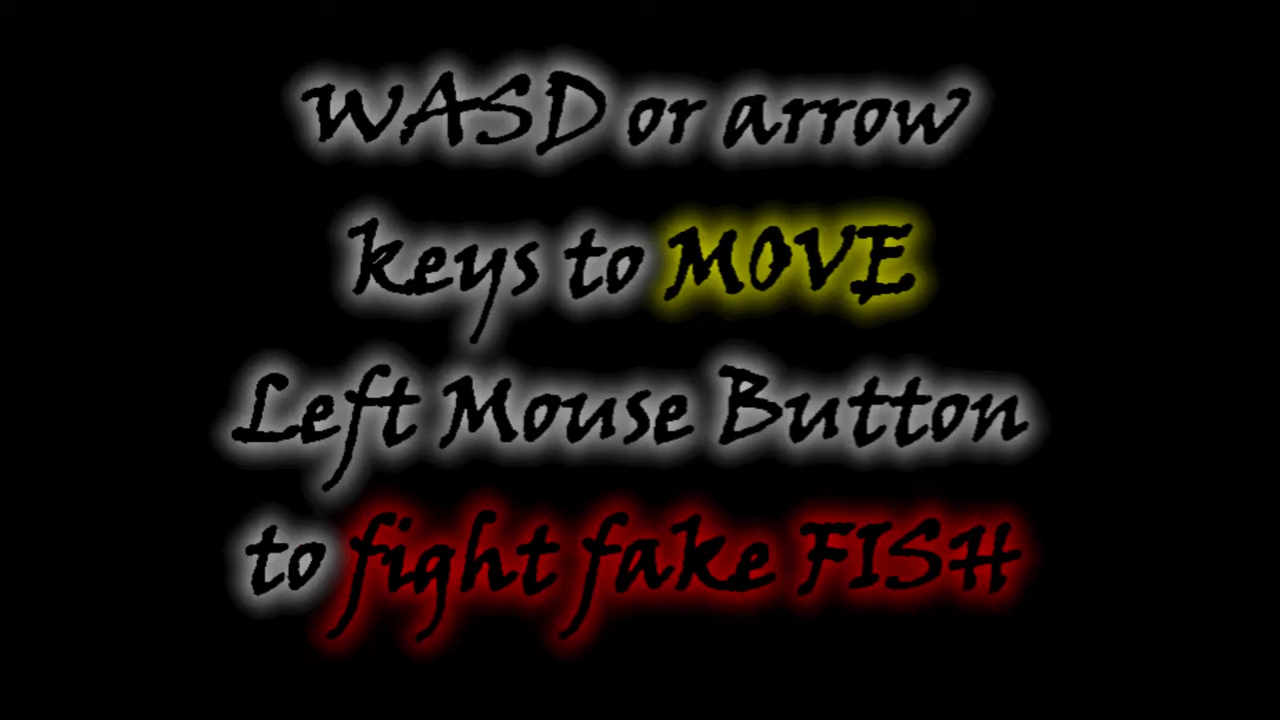 WASD or arrow
keys to MOVE
Left Mouse Button
to fight fake FISH